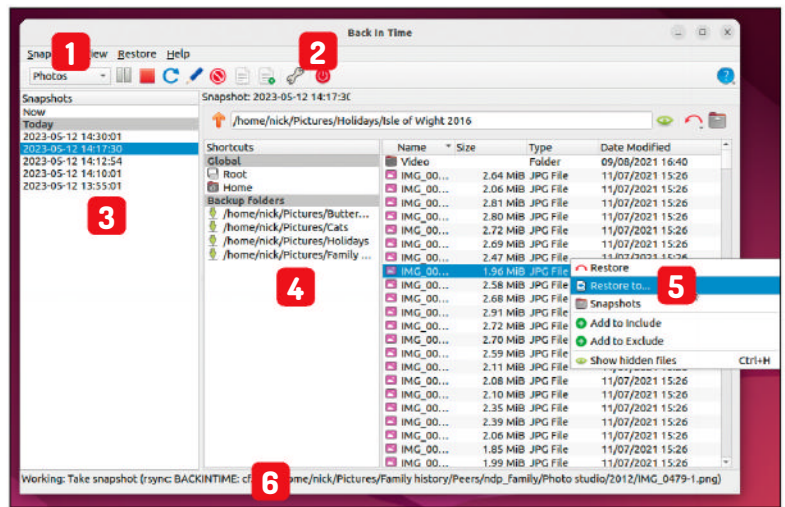 Back In Time
Snap iew Restore Help
1
2
Photos
?
Snapshots
Snapshot: 2023-05-12 14:17:30
Now
Today
2023-05-12 14:30:01
2023-05-12 14:17:30
2023-05-12 14:12:54
2023-05-12 14:10:01
2023-05-12 13:55:01
3
/home/nick/Pictures/Holidays/Isle of Wight 2016
Shortcuts
Global
Root
Home
Backup Folders
/home/nick/Pictures/Butter...
/home/nick/Pictures/Cats
/home/nick/Pictures/Holidays
/home/nick/Pictures/Family ...
4
Name Size Type Date Modified
Video Folder 09/08/2021 16:40
IMG_00... 2.64 MiB JPG File 11/07/2021 15:26
IMG_00... 2.06 MiB JPG File 11/07/2021 15:26
IMG_00... 2.81 MiB JPG File 11/07/2021 15:26
IMG_00... 2.80 MiB JPG File 11/07/2021 15:26
IMG_00... 2.72 MiB JPG File 11/07/2021 15:26
IMG_00... 2.69 MiB JPG File 11/07/2021 15:26
IMG_00... 2.47 MiB JPG File 11/07/2021 15:26
IMG_00... 1.96 MiB JPG File
IMG_00... 2.58 MiB JPG File
IMG_00... 2.68 MiB JPG File
IMG_00... 2.91 MiB JPG File
IMG_00... 2.72 MiB JPG File
IMG_00... 2.70 MiB JPG File
IMG_00... 2.59 MiB JPG File
IMG_00... 2.11 MiB JPG File
IMG_00... 2.08 MiB JPG File 11/07/2021 15:26
IMG_00... 2.10 MiB JPG File 11/07/2021 15:26
IMG_00... 2.35 MiB JPG File 11/07/2021 15:26
IMG_00... 2.39 MiB JPG File 11/07/2021 15:26
IMG_00... 2.06 MiB JPG File 11/07/2021 15:26
IMG_00... 1.85 MiB JPG File 11/07/2021 15:26
IMG_00... 1.99 MiB JPG File 11/07/2021 15:26
Restore
Restore to...
Snapshots
Add to Include
Add to Exclude
Show hidden files Ctrl+H
5
6
Working: Take snapshot (rsync: BACKINTIME: cf ome/nick/Pictures/Family history/Peers/ndp_family/Photo studio/2012/IMG_0479-1.png)